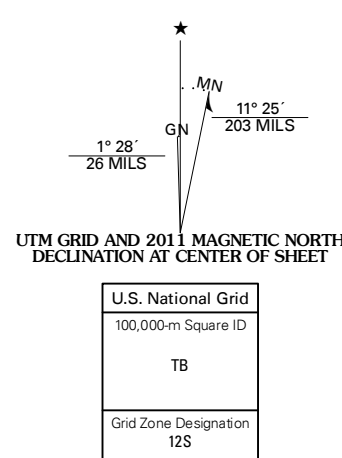 ★
MN
GN
11° 25´
203 MILS
1° 28´
26 MILS
UTM GRID AND 2011 MAGNETIC NORTH
DECLINATION AT CENTER OF SHEET
U.S. National Grid
100,000-m Square ID
TB
Grid Zone Designation
12S